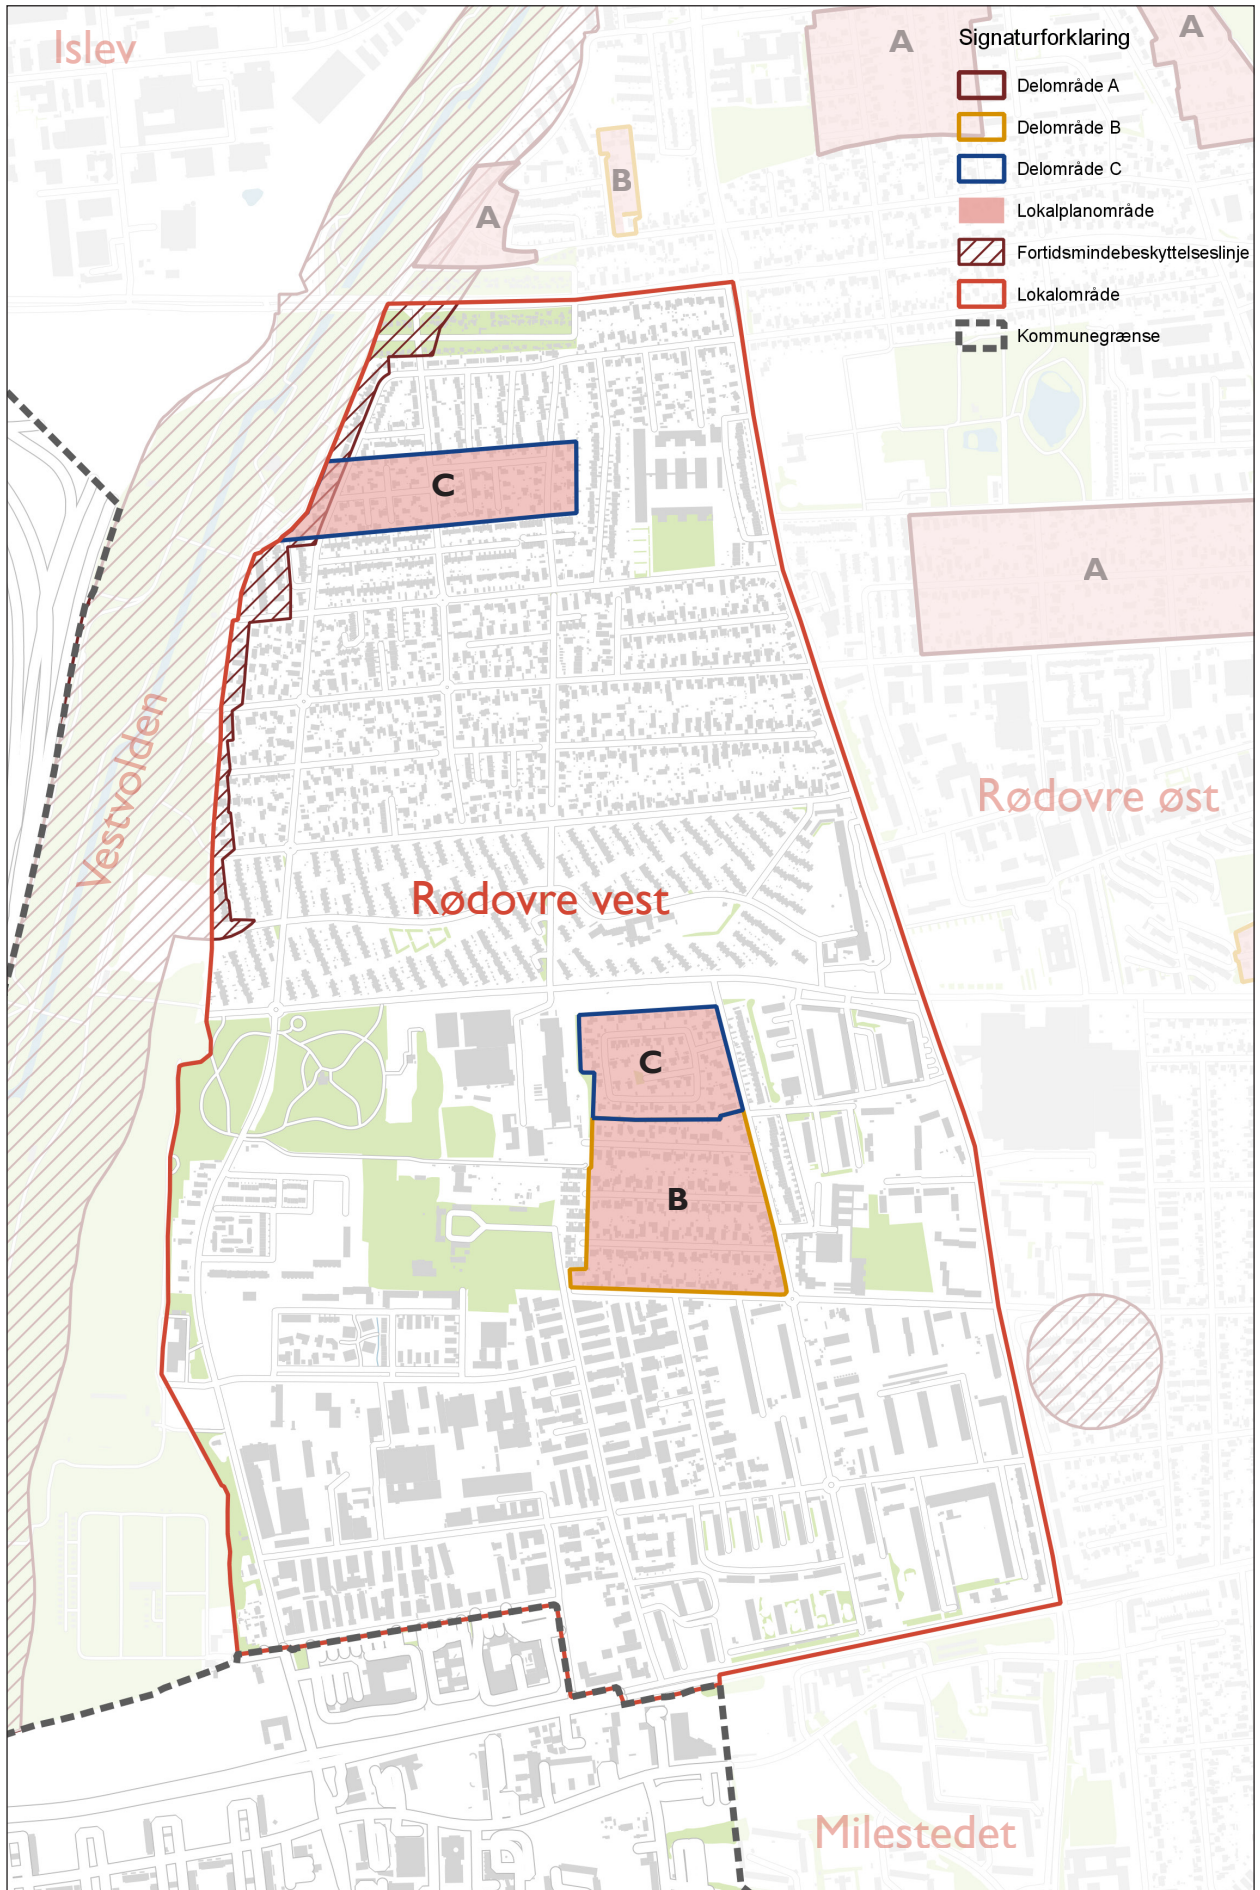 Islev
A
A
Signaturforklaring
Delområde A
Delområde B
Delområde C
Lokalplanområde
Fortidsmindebeskyttelseslinje
Lokalområde
Kommunegrænse
B
A
C
A
Vestvolden
Rødovre øst
Rødovre vest
C
B
Milestedet